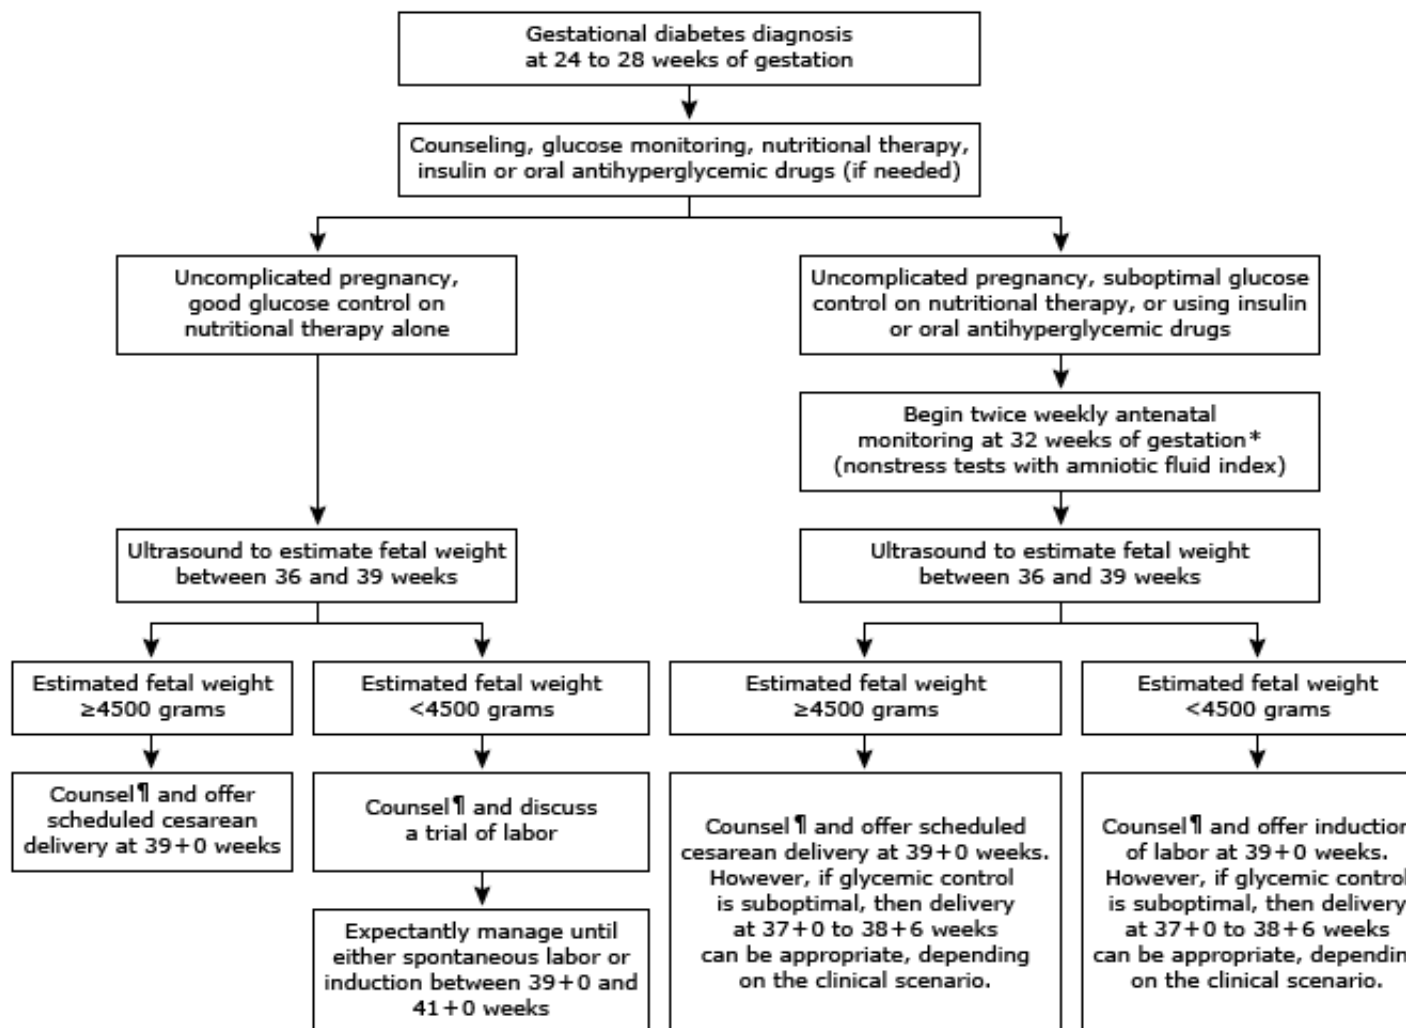 Gestational diabetes diagnosis
at 24 to 28 weeks of gestation
Counseling, glucose monitoring, nutritional therapy,
insulin or oral antihyperglycemic drugs (if needed)
Uncomplicated pregnancy,
good glucose control on
nutritional therapy alone
Uncomplicated pregnancy, suboptimal glucose
control on nutritional therapy, or using insulin
or oral antihyperglycemic drugs
Begin twice weekly antenatal
monitoring at 32 weeks of gestation*
(nonstress tests with amniotic fluid index)
Ultrasound to estimate fetal weight
between 36 and 39 weeks
Ultrasound to estimate fetal weight
between 36 and 39 weeks
Estimated fetal weight
≥4500 grams
Estimated fetal weight
<4500 grams
Estimated fetal weight
≥4500 grams
Estimated fetal weight
<4500 grams
Counsel¶ and offer
scheduled cesarean
delivery at 39+0 weeks
Counsel¶ and discuss
a trial of labor
Expectantly manage until
either spontaneous labor or
induction between 39+0 and
41+0 weeks
Counsel¶ and offer scheduled
cesarean delivery at 39+0 weeks.
However, if glycemic control
is suboptimal, then delivery
at 37+0 to 38+6 weeks
can be appropriate, depending
on the clinical scenario.
Counsel¶ and offer induction
of labor at 39+0 weeks.
However, if glycemic control
is suboptimal, then delivery
at 37+0 to 38+6 weeks
can be appropriate, dependin
on the clinical scenario.